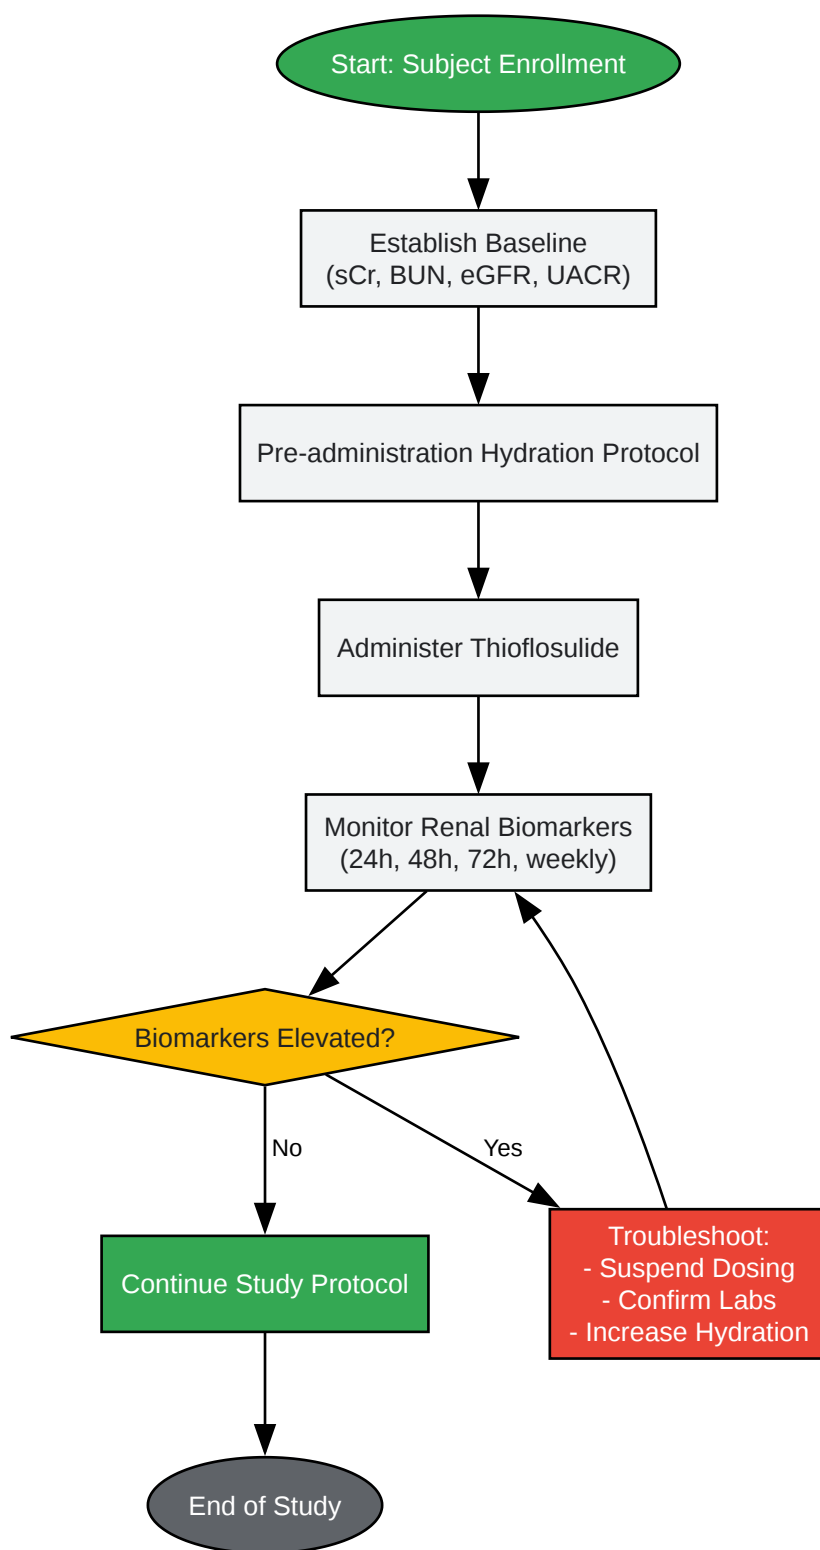 Start: Subject Enrollment
Establish Baseline
(sCr, BUN, eGFR, UACR)
Pre-administration Hydration Protocol
Administer Thioflosulide
Monitor Renal Biomarkers
(24h, 48h, 72h, weekly)
Biomarkers Elevated?
No
Yes
Continue Study Protocol
Troubleshoot:
- Suspend Dosing
- Confirm Labs
- Increase Hydration
End of Study